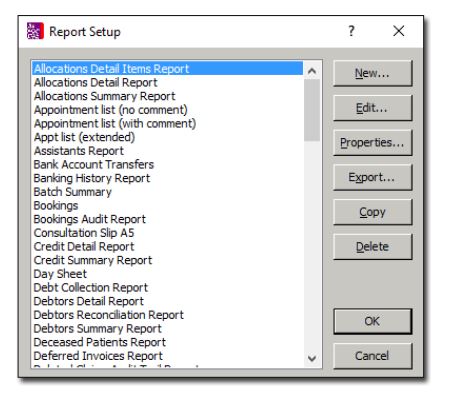 Report Setup
?
Allocations Detail Items Report
Allocations Detail Report
Allocations Summary Report
Appointment list (no comment)
Appointment list (with comment)
Appt list (extended)
Assistants Report
Bank Account Transfers
Banking History Report
Batch Summary
Bookings
Bookings Audit Report
Consultation Slip A5
Credit Detail Report
Credit Summary Report
Day Sheet
Debt Collection Report
Debtors Detail Report
Debtors Reconciliation Report
Debtors Summary Report
Deceased Patients Report
Deferred Invoices Report
New...
Edit...
Properties...
Export...
Copy
Delete
OK
Cancel